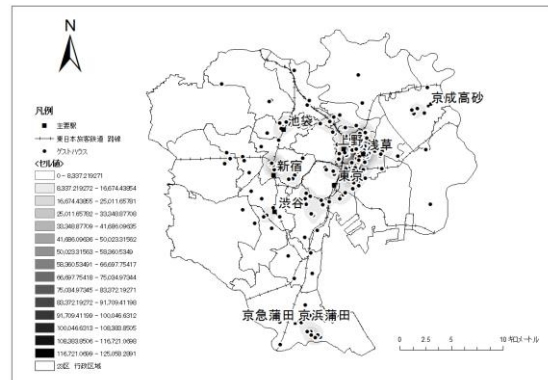 N
凡例
主要駅
東日本旅客鉄道 路線
ゲストハウス
<セル値>
0 - 8,337.219271
8,337.219272 - 16,674.43854
16,674.43855 - 25,011.65781
25,011.65782 - 33,348.87708
33,348.87709 - 41,686.09635
41,686.09636 - 50,023.31562
50,023.31563 - 58,360.5349
58,360.53491 - 66,697.75417
66,697.75418 - 75,034.97344
75,034.97345 - 83,372.19271
83,372.19272 - 91,709.41198
91,709.41199 - 100,046.6312
100,046.6313 - 108,383.8505
108,383.8506 - 116,721.0698
116,721.0699 - 125,058.2891
23区 行政区域
京成高砂
池袋
上野 浅草
新宿
東京
渋谷
京急蒲田 京浜蒲田
0 2.5 5 10 キロメートル